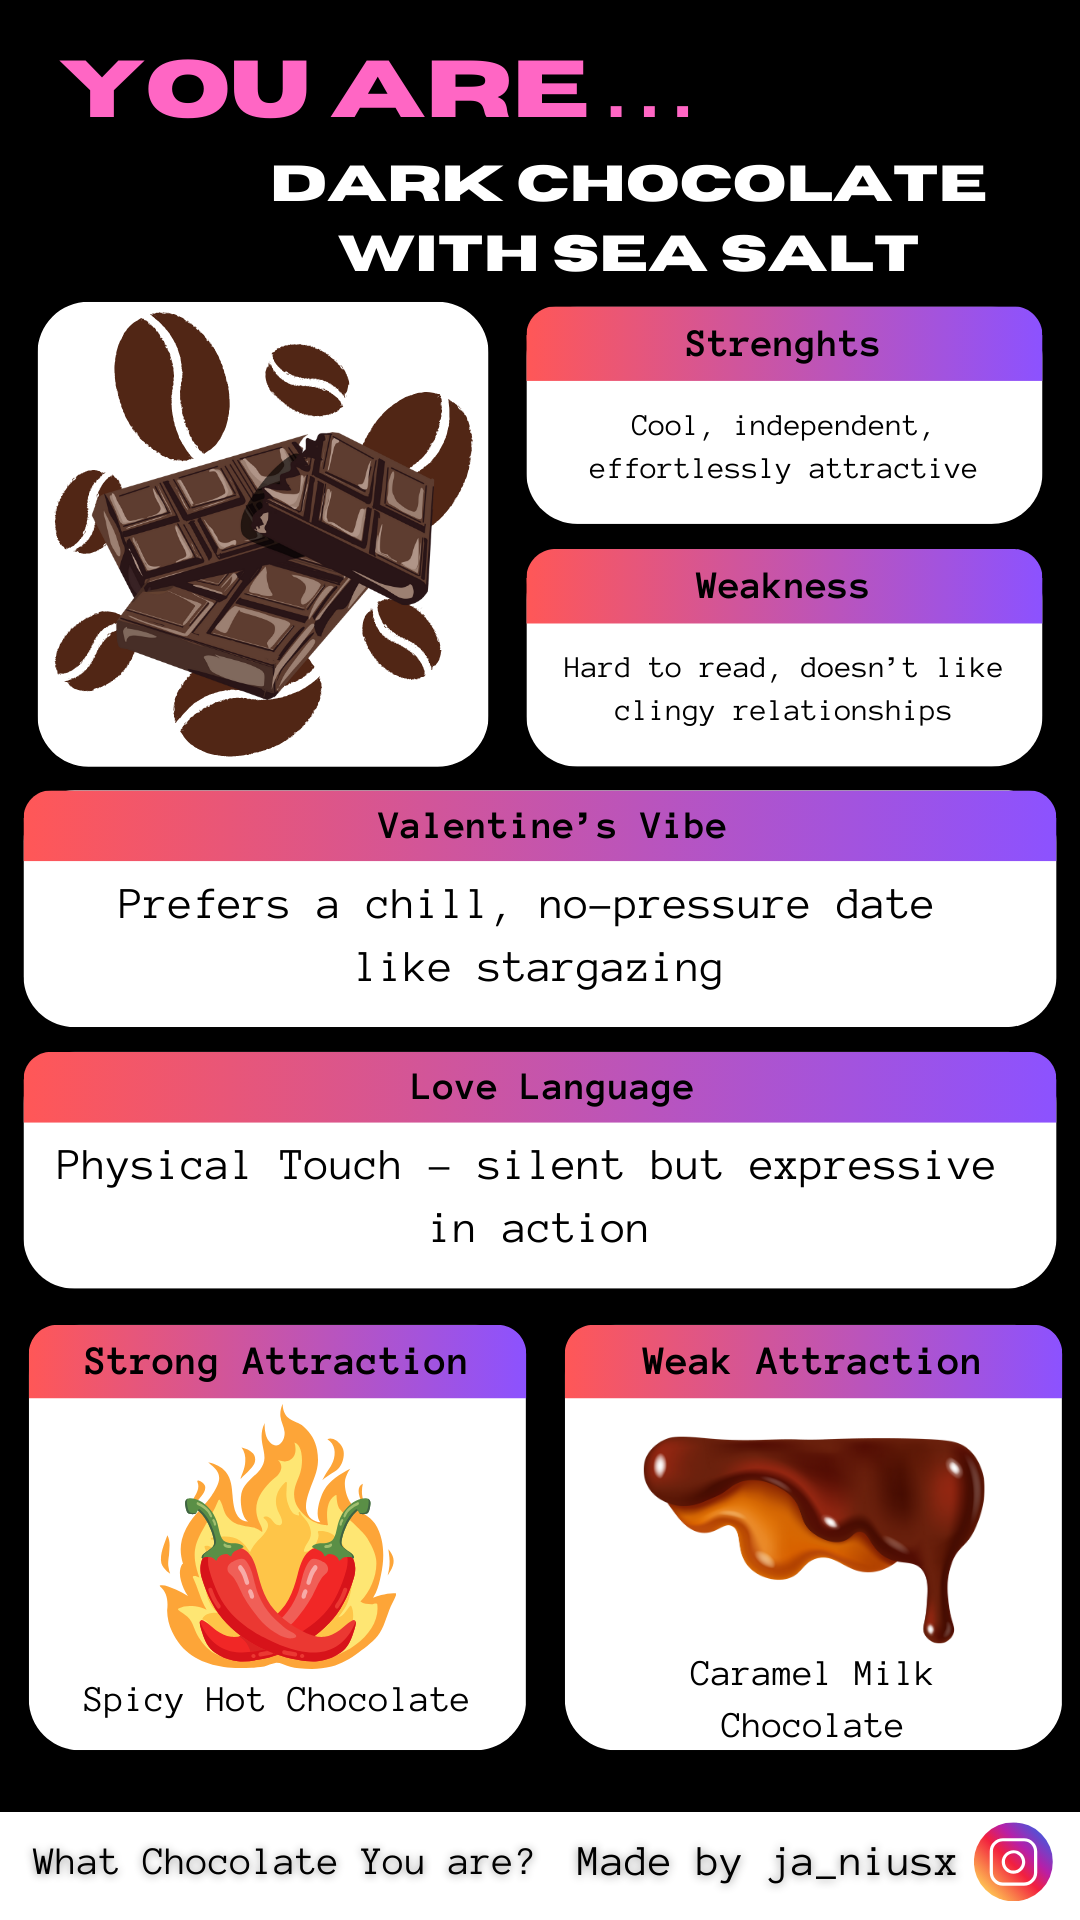 YOU ARE...
DARK CHOCOLATE
WITH SEA SALT
Strenghts
Cool, independent,
effortlessly attractive
Weakness
Hard to read, doesn’t like
clingy relationships
Valentine’s Vibe
Prefers a chill, no-pressure date
like stargazing
Love Language
Physical Touch – silent but expressive
in action
Strong Attraction
Spicy Hot Chocolate
Weak Attraction
Caramel Milk
Chocolate
What Chocolate You are? Made by ja_niusx